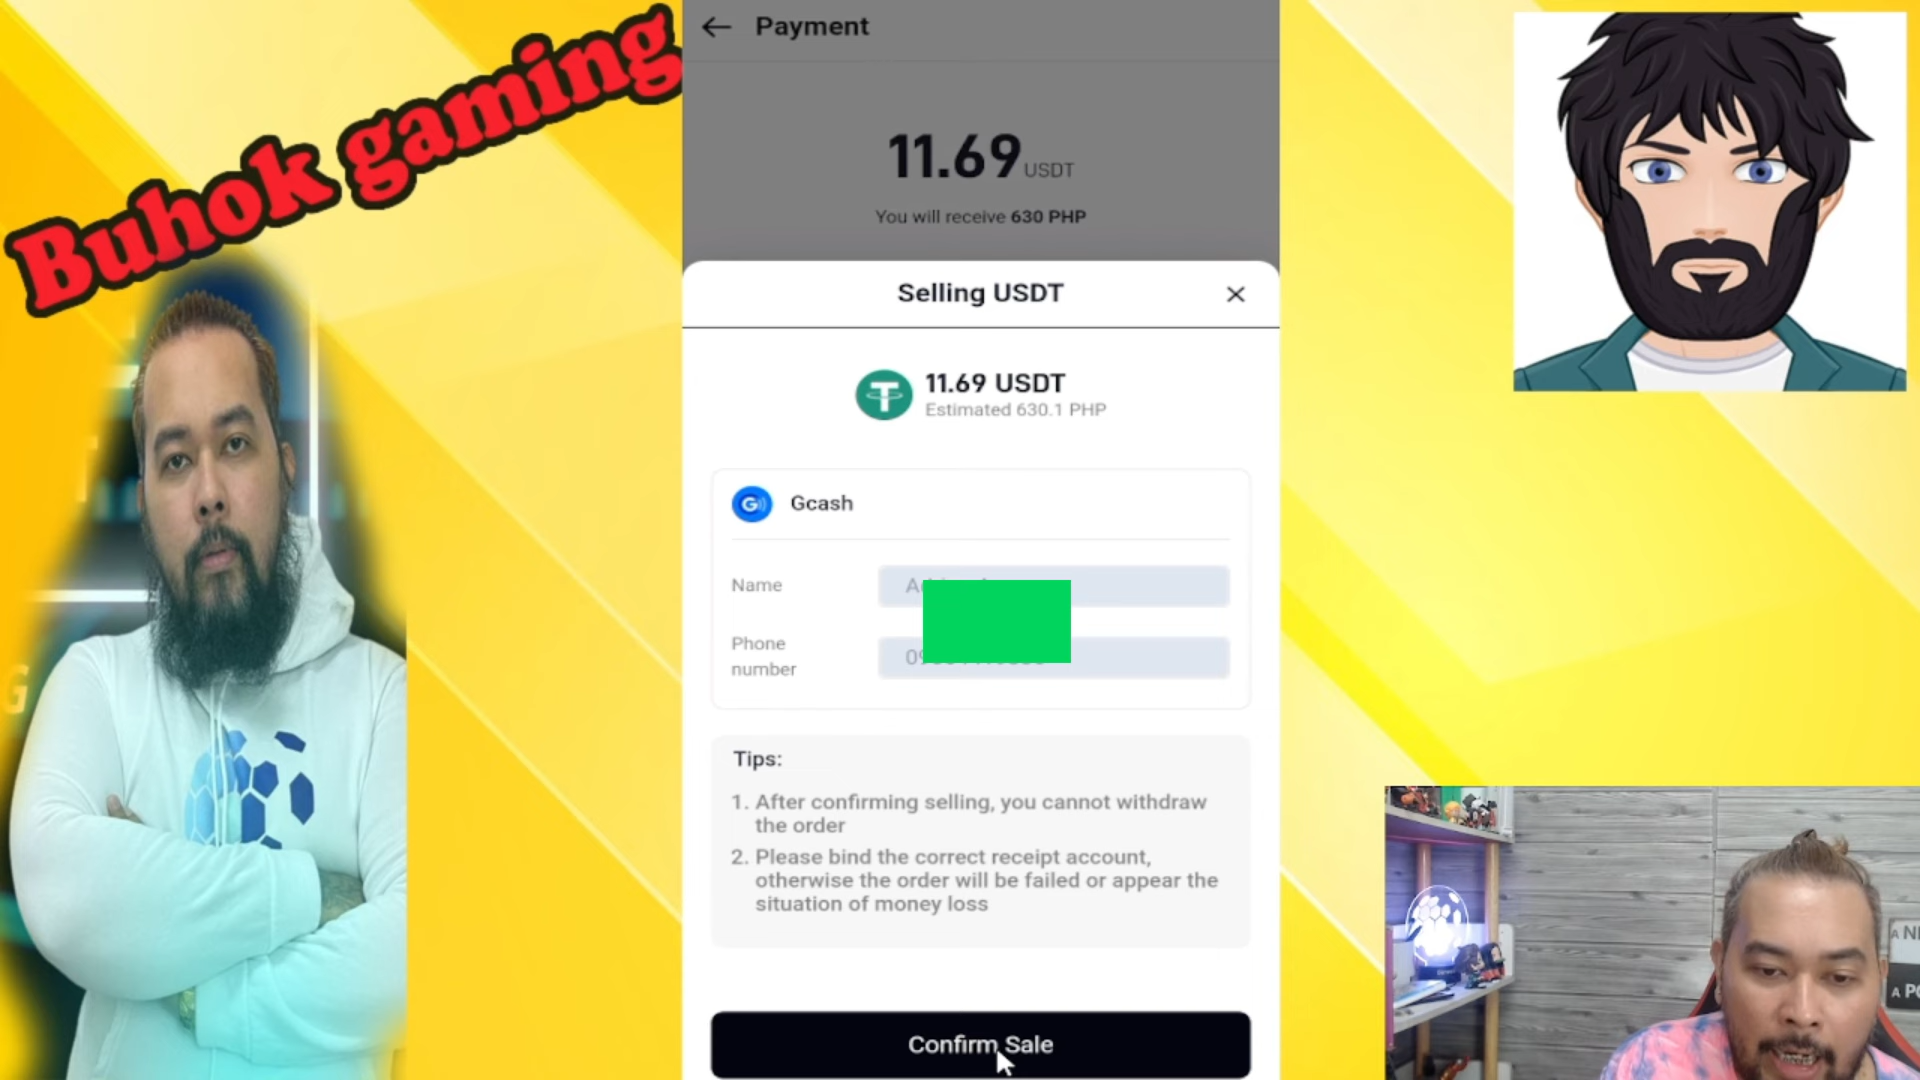 Buhok gaming
Payment
11.69 USDT
You will receive 630 PHP
Selling USDT
11.69 USDT
Estimated 630.1 PHP
Gcash
Name
Phone
number
Tips:
1. After confirming selling, you cannot withdraw
the order
2. Please bind the correct receipt account,
otherwise the order will be failed or appear the
situation of money loss
Confirm Sale